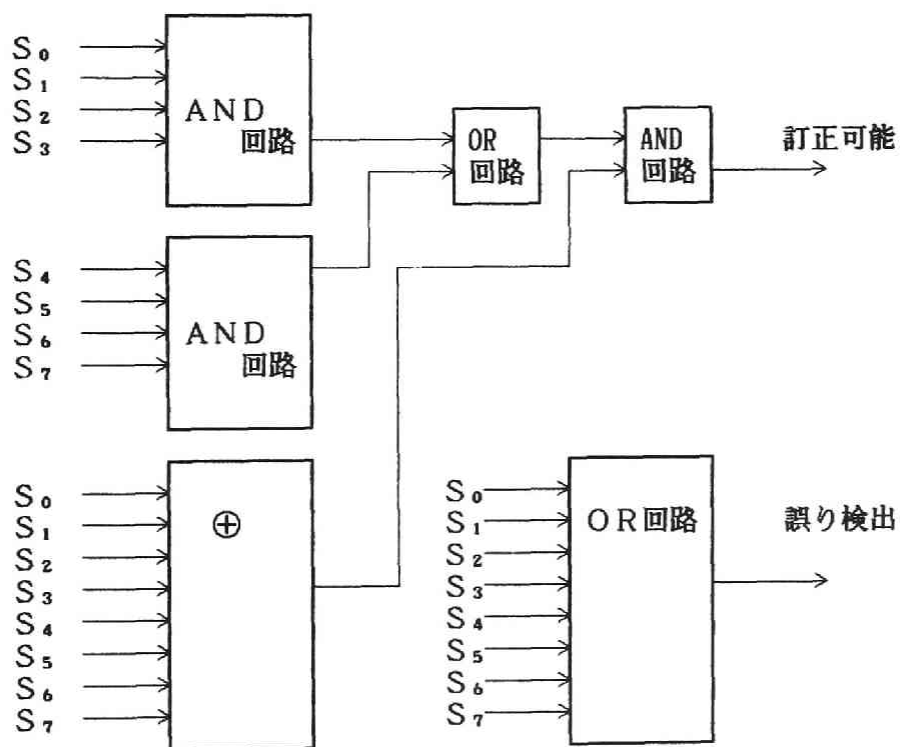 S₀
S₁
S₂
S₃
AND
回路
OR
回路
AND
回路
訂正可能
S₄
S₅
S₆
S₇
AND
回路
S₀
S₁
S₂
S₃
S₄
S₅
S₆
S₇
⊕
S₀
S₁
S₂
S₃
S₄
S₅
S₆
S₇
OR回路
誤り検出